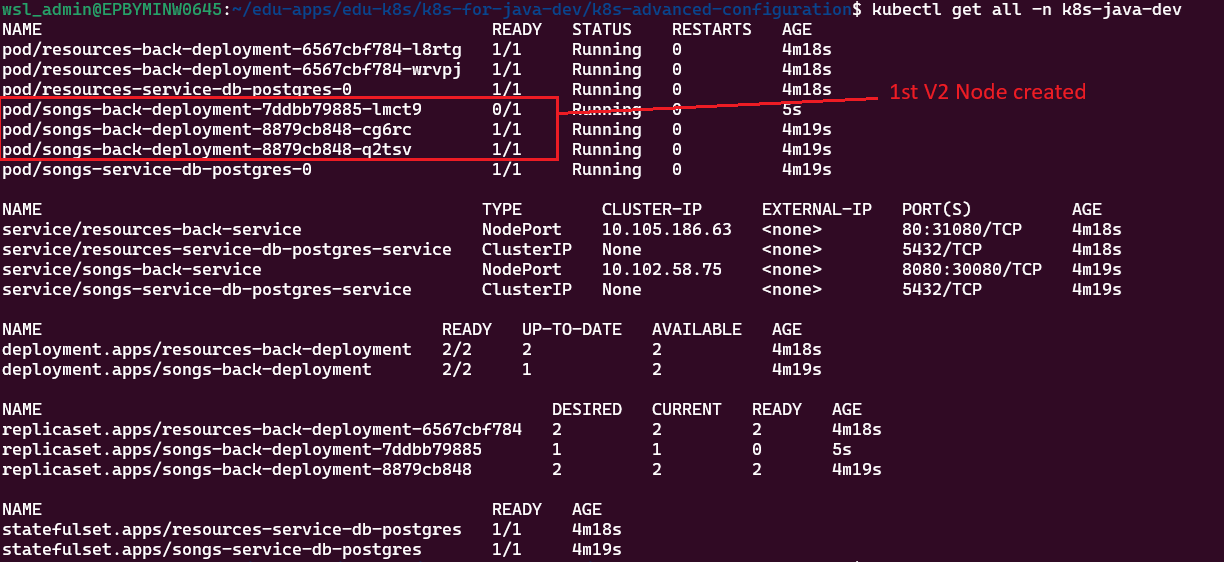 wsl_admin@EPBYMINW0645:~/edu-apps/edu-k8s/k8s-for-java-dev/k8s-advanced-configuration$ kubectl get all -n k8s-java-dev
NAME READY STATUS RESTARTS AGE
pod/resources-back-deployment-6567cbf784-l8rtg 1/1 Running 0 4m18s
pod/resources-back-deployment-6567cbf784-wrvpj 1/1 Running 0 4m18s
pod/resources-service-db-postgres-0 1/1 Running 0 4m18s
pod/songs-back-deployment-7ddbb79885-lmct9 0/1 Running 0 5s
1st V2 Node created
pod/songs-back-deployment-8879cb848-cg6rc 1/1 Running 0 4m19s
pod/songs-back-deployment-8879cb848-q2tsv 1/1 Running 0 4m19s
pod/songs-service-db-postgres-0 1/1 Running 0 4m19s
NAME TYPE CLUSTER-IP EXTERNAL-IP PORT(S) AGE
service/resources-back-service NodePort 10.105.186.63 <none> 80:31080/TCP 4m18s
service/resources-service-db-postgres-service ClusterIP None <none> 5432/TCP 4m18s
service/songs-back-service NodePort 10.102.58.75 <none> 8080:30080/TCP 4m19s
service/songs-service-db-postgres-service ClusterIP None <none> 5432/TCP 4m19s
NAME READY UP-TO-DATE AVAILABLE AGE
deployment.apps/resources-back-deployment 2/2 2 2 4m18s
deployment.apps/songs-back-deployment 2/2 1 2 4m19s
NAME DESIRED CURRENT READY AGE
replicaset.apps/resources-back-deployment-6567cbf784 2 2 2 4m18s
replicaset.apps/songs-back-deployment-7ddbb79885 1 1 0 5s
replicaset.apps/songs-back-deployment-8879cb848 2 2 2 4m19s
NAME READY AGE
statefulset.apps/resources-service-db-postgres 1/1 4m18s
statefulset.apps/songs-service-db-postgres 1/1 4m19s